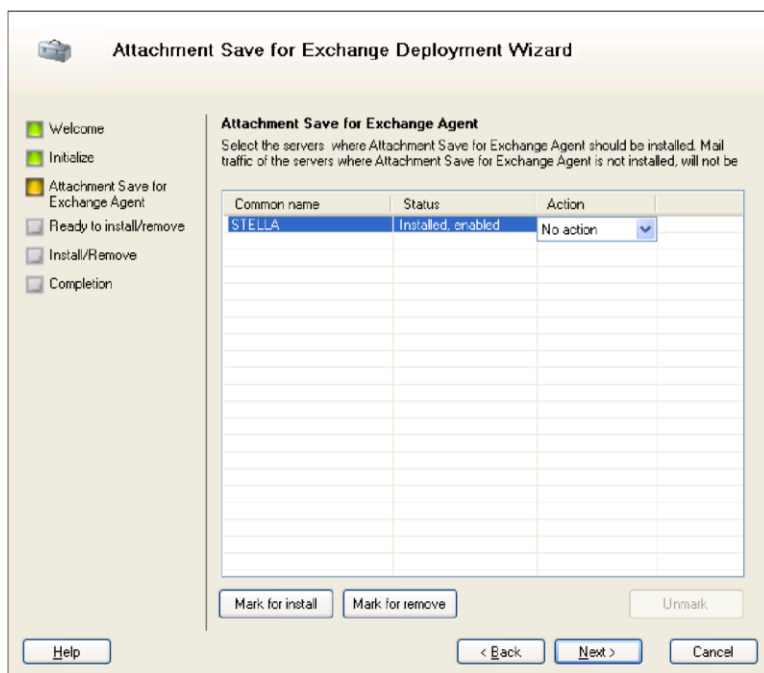 Attachment Save for Exchange Deployment Wizard
Welcome
Initialize
Attachment Save for
Exchange Agent
Ready to install/remove
Install/Remove
Completion
Attachment Save for Exchange Agent
Select the servers where Attachment Save for Exchange Agent should be installed. Mail
traffic of the servers where Attachment Save for Exchange Agent is not installed, will not be
Common name Status Action
STELLA Installed, enabled No action
Mark for install Mark for remove Unmark
Help < Back Next > Cancel